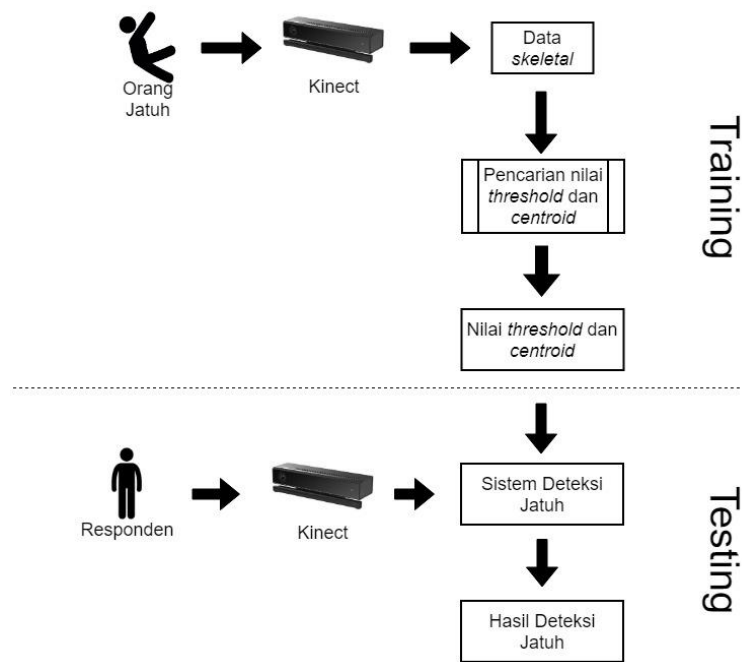 Orang
Jatuh
Kinect
Data
skeletal
Pencarian nilai
threshold dan
centroid
Nilai threshold dan
centroid
Training
Responden
Kinect
Sistem Deteksi
Jatuh
Hasil Deteksi
Jatuh
Testing